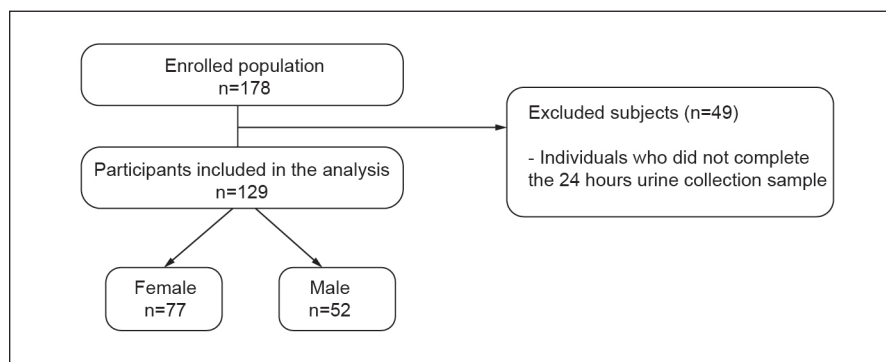 Enrolled population
n=178
Excluded subjects (n=49)
- Individuals who did not complete
the 24 hours urine collection sample
Participants included in the analysis
n=129
Female
n=77
Male
n=52